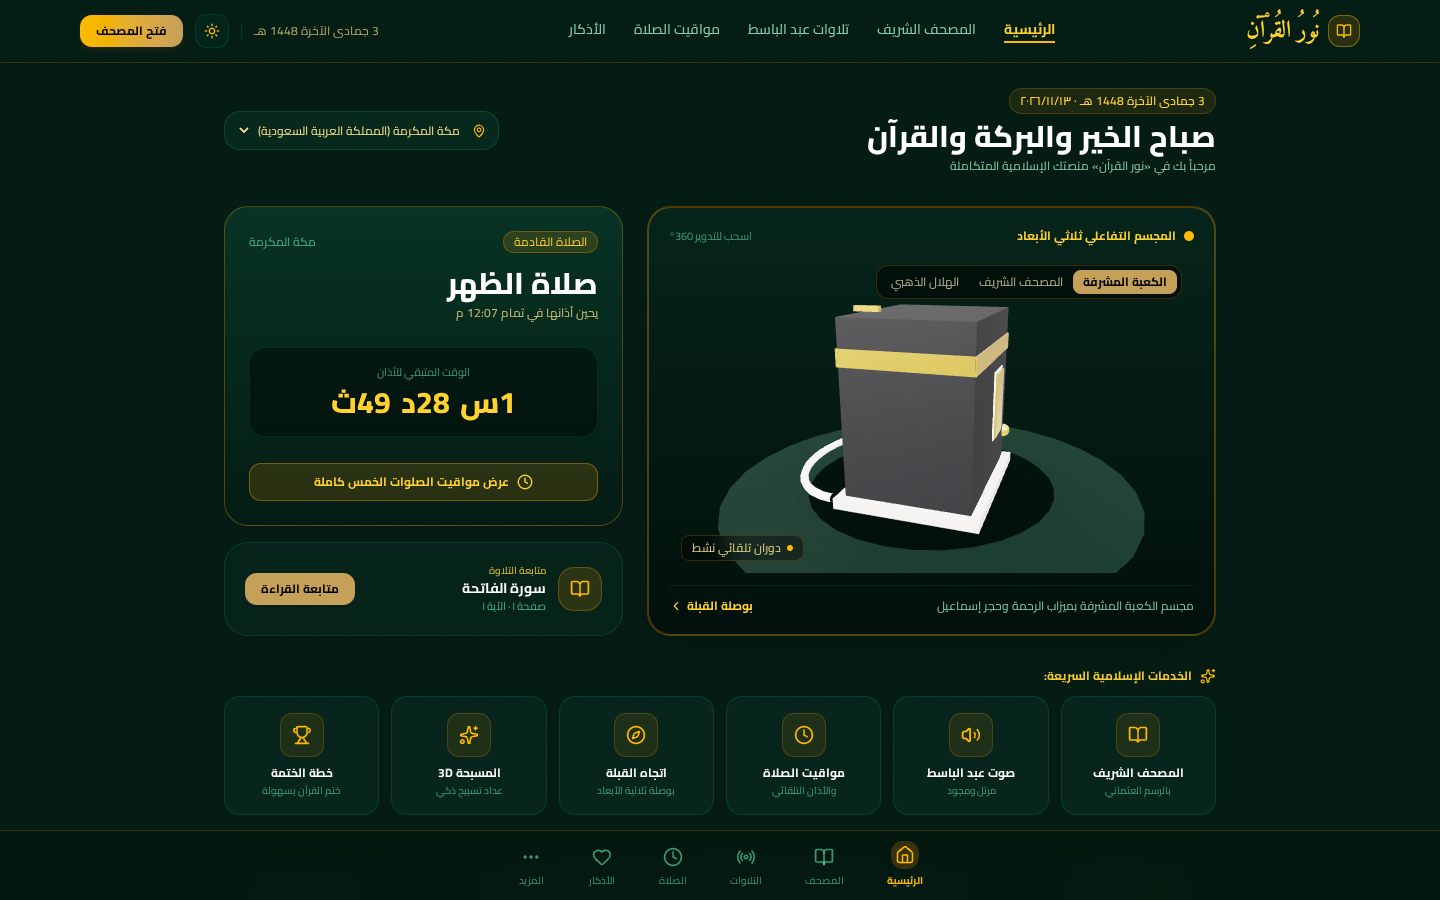 نُورُ القُرآنِ
الرئيسية
المصحف الشريف
تلاوات عبد الباسط
مواقيت الصلاة
الأذكار
3 جمادى الآخرة 1448 هـ
فتح المصحف
3 جمادى الآخرة 1448 هـ · ٢٠٢٦/١١/١٣
صباح الخير والبركة والقرآن
مرحباً بك في «نور القرآن» منصتك الإسلامية المتكاملة
مكة المكرمة (المملكة العربية السعودية)
المجسم التفاعلي ثلاثي الأبعاد
اسحب للتدوير 360°
الكعبة المشرفة
المصحف الشريف
الهلال الذهبي
دوران تلقائي نشط
مجسم الكعبة المشرفة بميزاب الرحمة وحجر إسماعيل
بوصلة القبلة
الصلاة القادمة
مكة المكرمة
صلاة الظهر
يحين أذانها في تمام 12:07 م
الوقت المتبقي للأذان
1س 28د 49ث
عرض مواقيت الصلوات الخمس كاملة
متابعة التلاوة
سورة الفاتحة
صفحة ١ · الآية ١
متابعة القراءة
الخدمات الإسلامية السريعة:
المصحف الشريف
بالرسم العثماني
صوت عبد الباسط
مرتل ومجود
مواقيت الصلاة
والأذان التلقائي
اتجاه القبلة
بوصلة ثلاثية الأبعاد
المسبحة 3D
عداد تسبيح ذكي
خطة الختمة
ختم القرآن بسهولة
الرئيسية
المصحف
التلاوات
الصلاة
الأذكار
المزيد